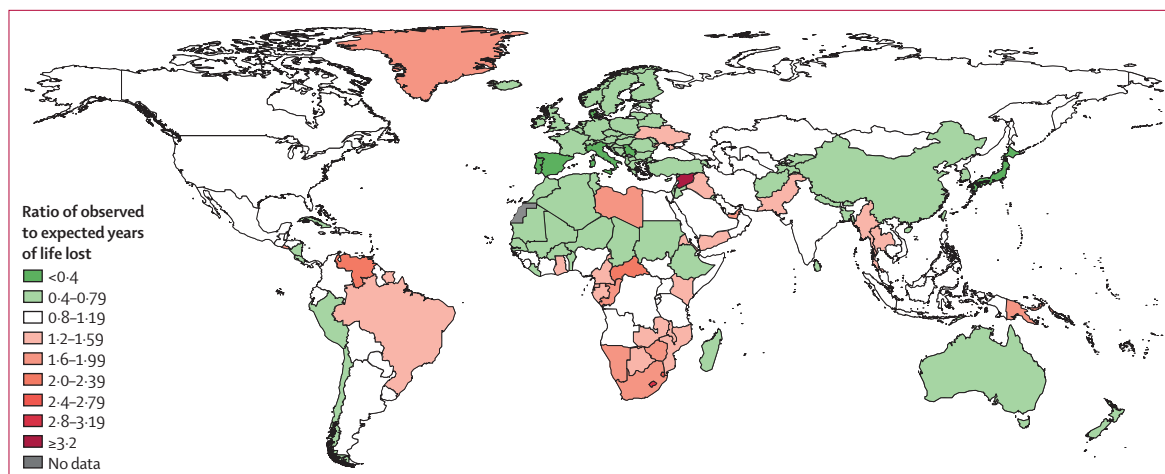 Ratio of observed
to expected years
of life lost
<0·4
0·4–0·79
0·8–1·19
1·2–1·59
1·6–1·99
2·0–2·39
2·4–2·79
2·8–3·19
≥3·2
No data